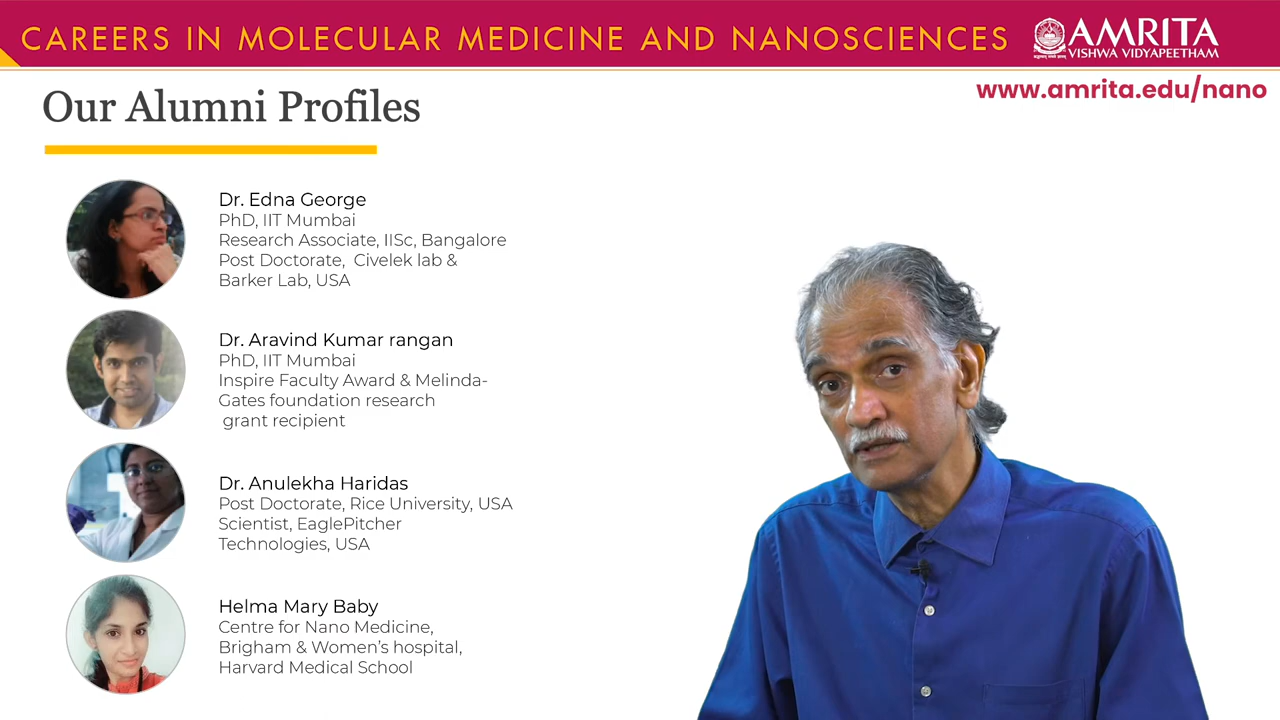 CAREERS IN MOLECULAR MEDICINE AND NANOSCIENCES
AMRITA
VISHWA VIDYAPEETHAM
www.amrita.edu/nano
Our Alumni Profiles
Dr. Edna George
PhD, IIT Mumbai
Research Associate, IISc, Bangalore
Post Doctorate, Civelek lab &
Barker Lab, USA
Dr. Aravind Kumar rangan
PhD, IIT Mumbai
Inspire Faculty Award & Melinda-
Gates foundation research
grant recipient
Dr. Anulekha Haridas
Post Doctorate, Rice University, USA
Scientist, EaglePitcher
Technologies, USA
Helma Mary Baby
Centre for Nano Medicine,
Brigham & Women's hospital,
Harvard Medical School